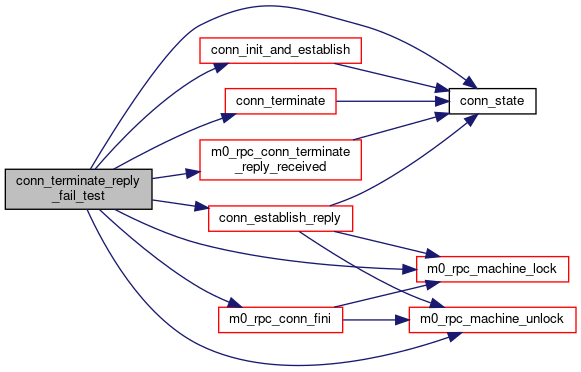 conn_terminate_reply
_fail_test
conn_init_and_establish
conn_terminate
m0_rpc_conn_terminate
_reply_received
conn_establish_reply
m0_rpc_conn_fini
conn_state
m0_rpc_machine_lock
m0_rpc_machine_unlock